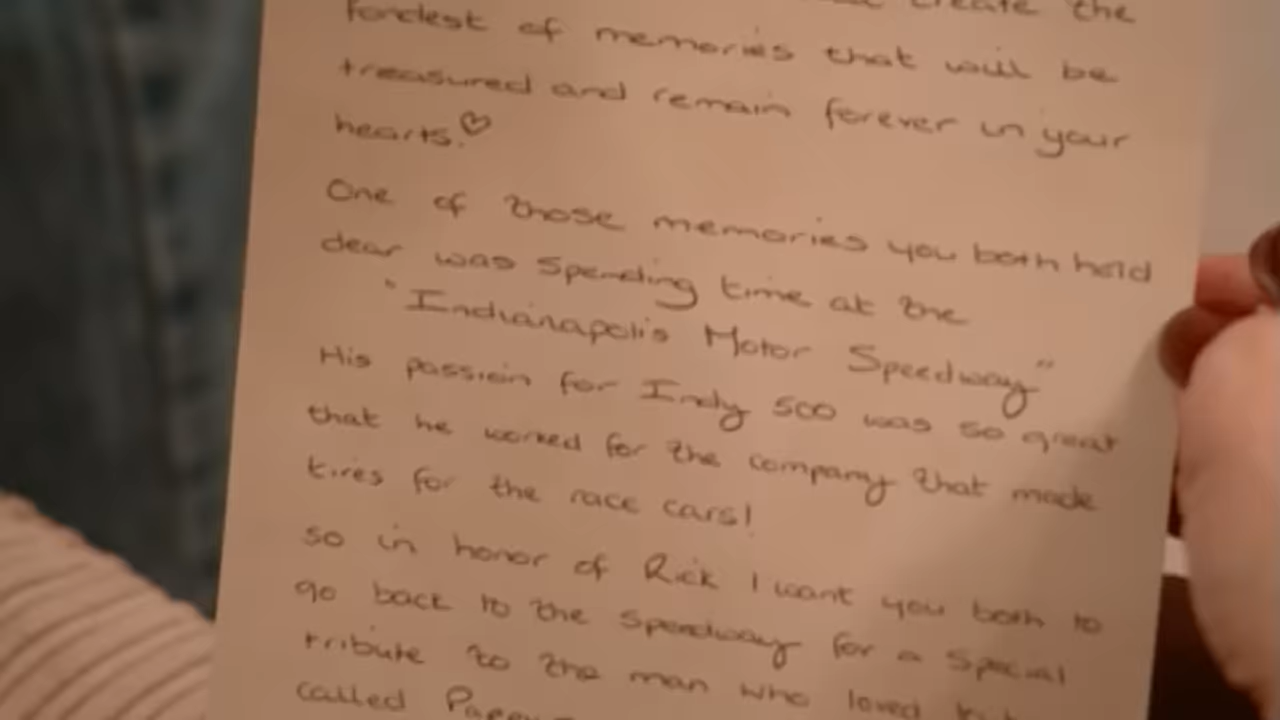 create the
fondest of memories that will be
treasured and remain forever in your
hearts.♡
One of those memories you both hold
dear was spending time at the
"Indianapolis Motor Speedway"
His passion for Indy 500 was so great
that he worked for the company that made
tires for the race cars!
So in honor of Rick I want you both to
go back to the speedway for a special
tribute to the man who loved
called